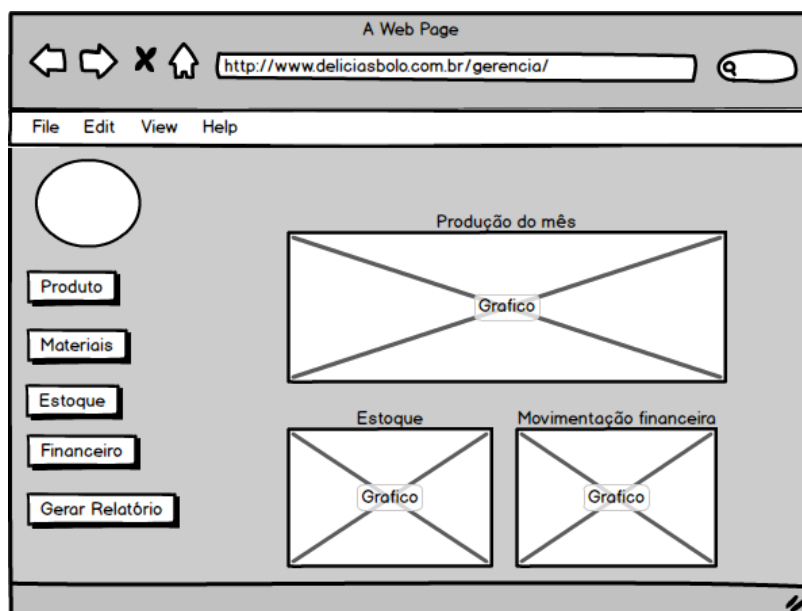 A Web Page
http://www.deliciasbolo.com.br/gerencia/
File Edit View Help
Produto
Materiais
Estoque
Financeiro
Gerar Relatório
Produção do mês
Grafico
Estoque
Grafico
Movimentação financeira
Grafico